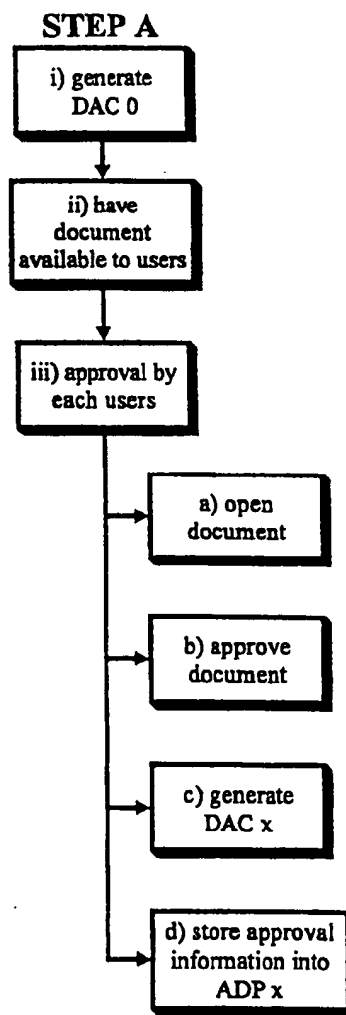 STEP A
i) generate
DAC 0
ii) have
document
available to users
iii) approval by
each users
a) open
document
b) approve
document
c) generate
DAC x
d) store approval
information into
ADP x